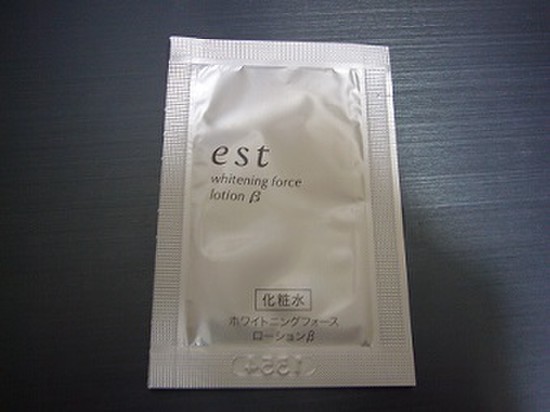 est
whitening force
lotion β
化粧水
ホワイトニングフォース
ローションβ